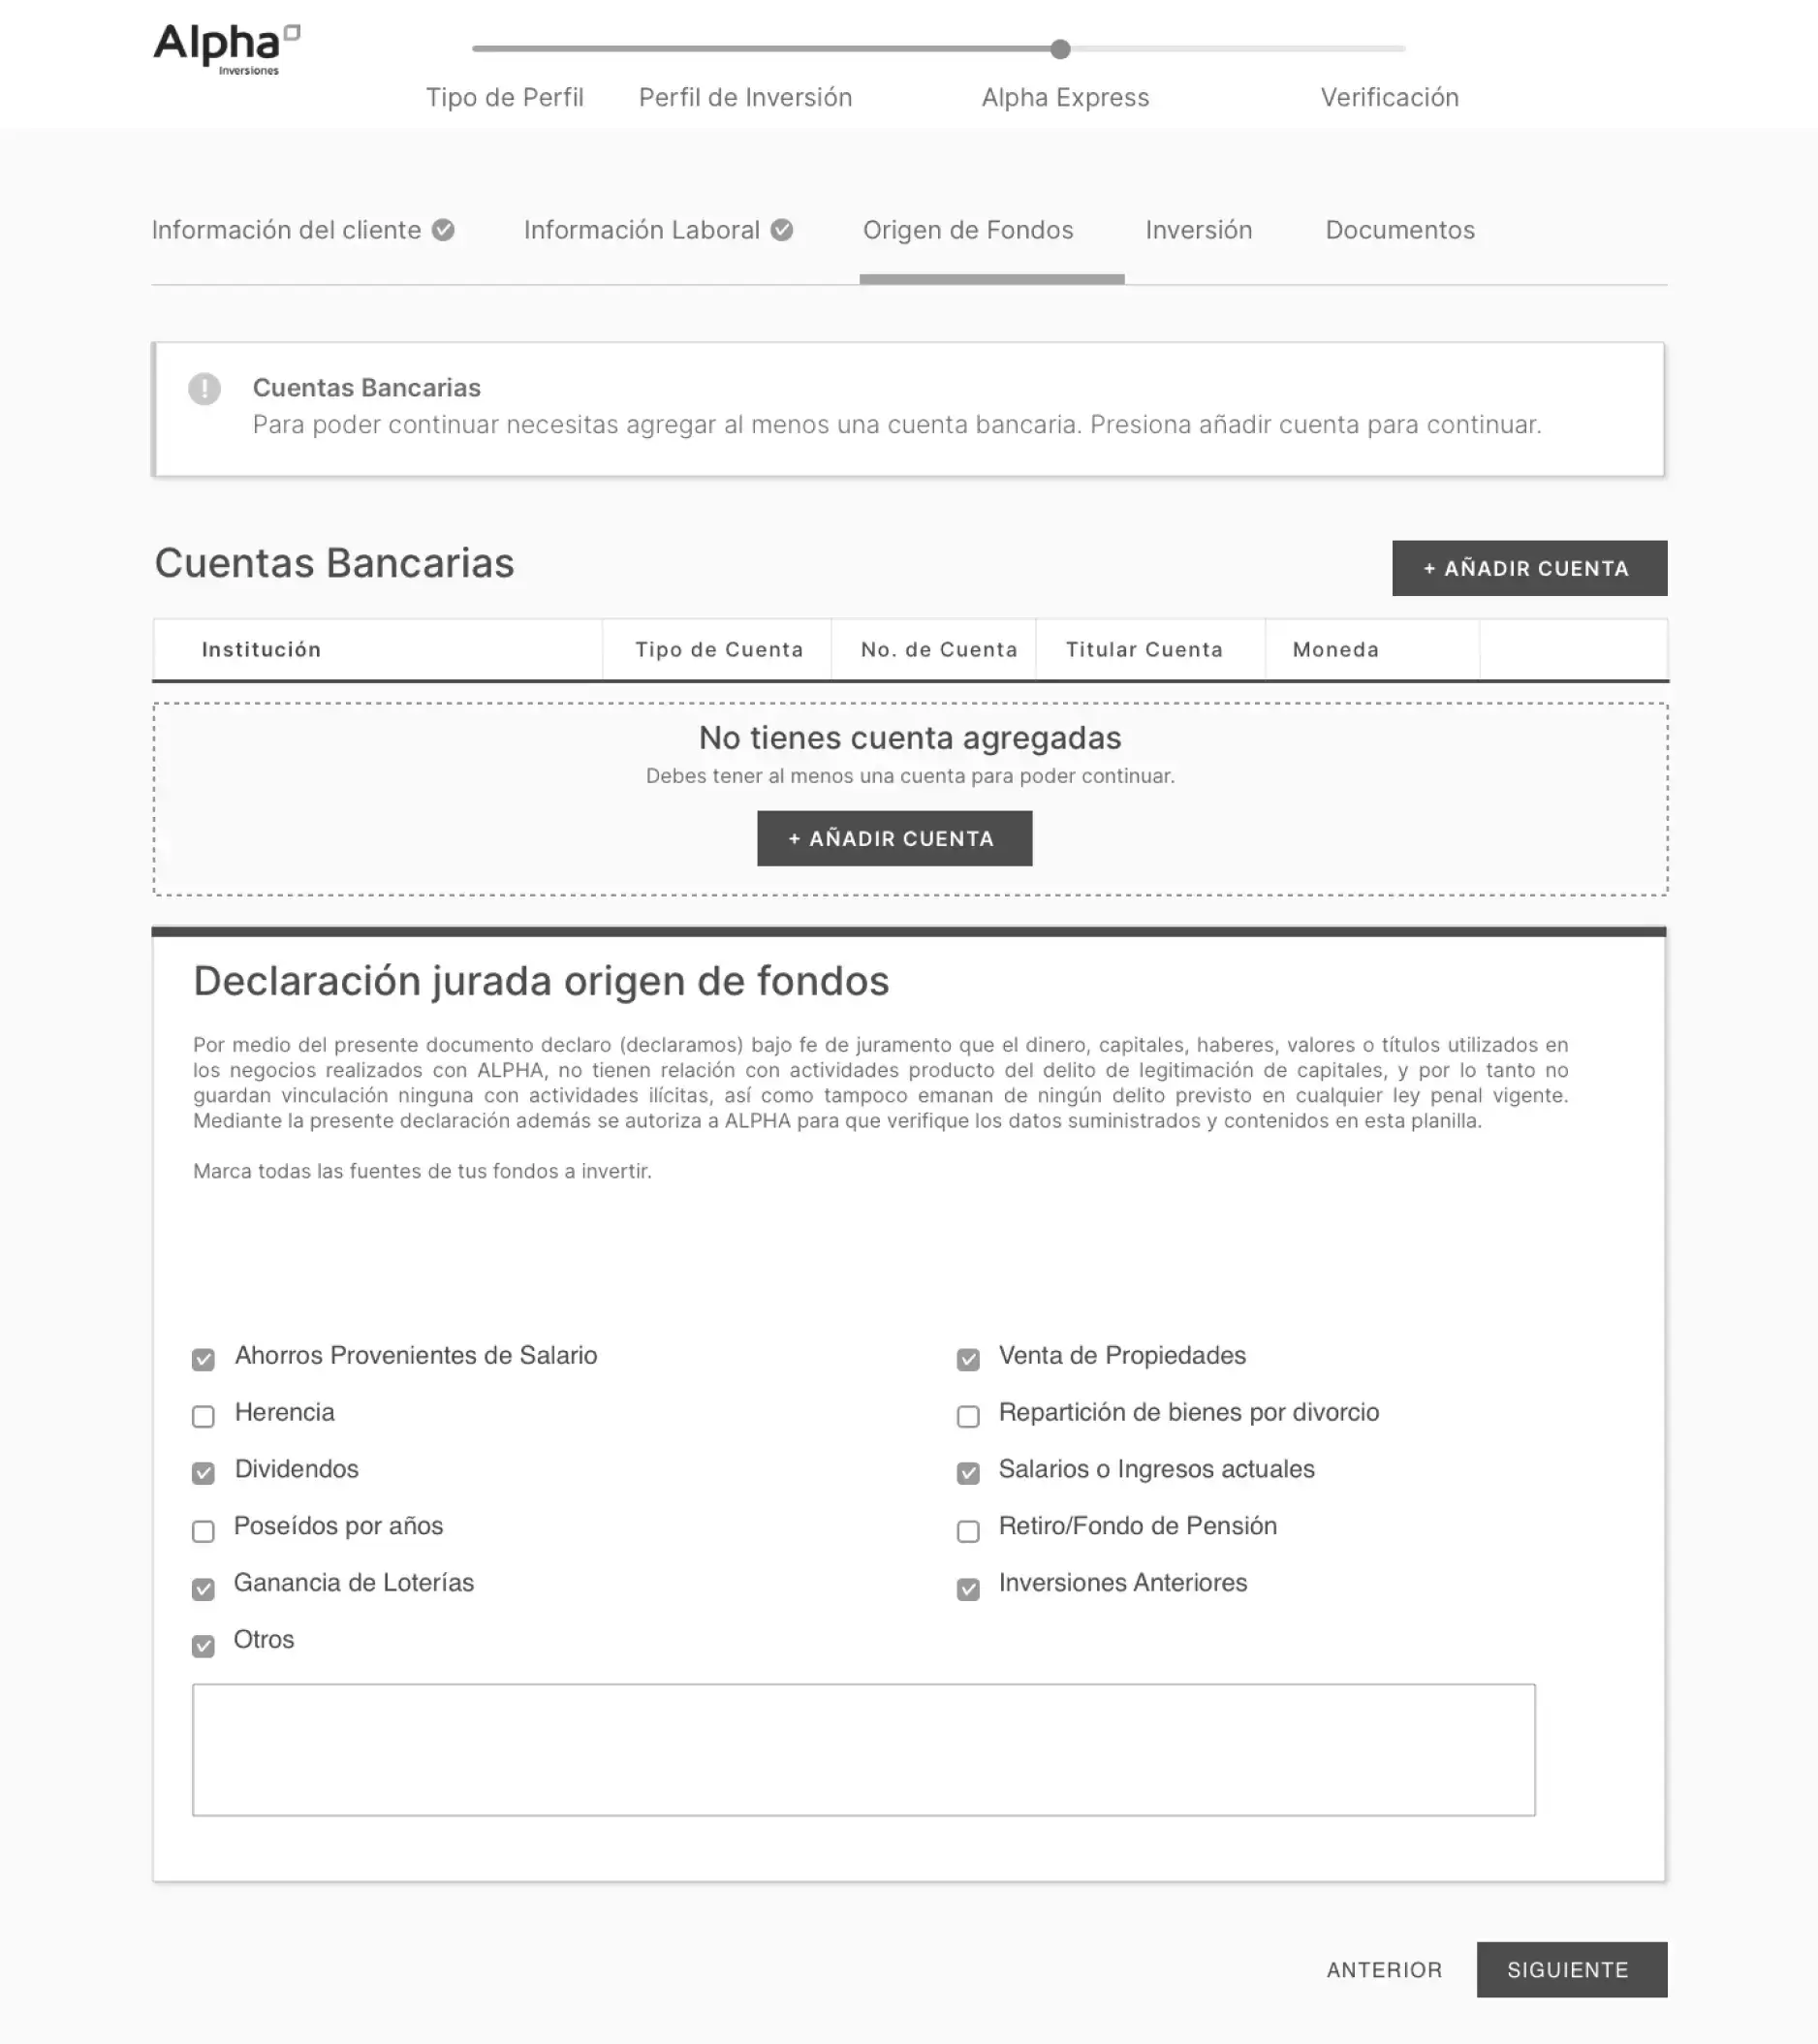 Alpha
Inversiones
Tipo de Perfil
Perfil de Inversión
Alpha Express
Verificación
Información del cliente
Información Laboral
Origen de Fondos
Inversión
Documentos
Cuentas Bancarias
Para poder continuar necesitas agregar al menos una cuenta bancaria. Presiona añadir cuenta para continuar.
Cuentas Bancarias
+ AÑADIR CUENTA
Institución
Tipo de Cuenta
No. de Cuenta
Titular Cuenta
Moneda
No tienes cuenta agregadas
Debes tener al menos una cuenta para poder continuar.
+ AÑADIR CUENTA
Declaración jurada origen de fondos
Por medio del presente documento declaro (declaramos) bajo fe de juramento que el dinero, capitales, haberes, valores o títulos utilizados en
los negocios realizados con ALPHA, no tienen relación con actividades producto del delito de legitimación de capitales, y por lo tanto no
guardan vinculación ninguna con actividades ilícitas, así como tampoco emanan de ningún delito previsto en cualquier ley penal vigente.
Mediante la presente declaración además se autoriza a ALPHA para que verifique los datos suministrados y contenidos en esta planilla.
Marca todas las fuentes de tus fondos a invertir.
Ahorros Provenientes de Salario
Venta de Propiedades
Herencia
Repartición de bienes por divorcio
Dividendos
Salarios o Ingresos actuales
Poseídos por años
Retiro/Fondo de Pensión
Ganancia de Loterías
Inversiones Anteriores
Otros
ANTERIOR
SIGUIENTE